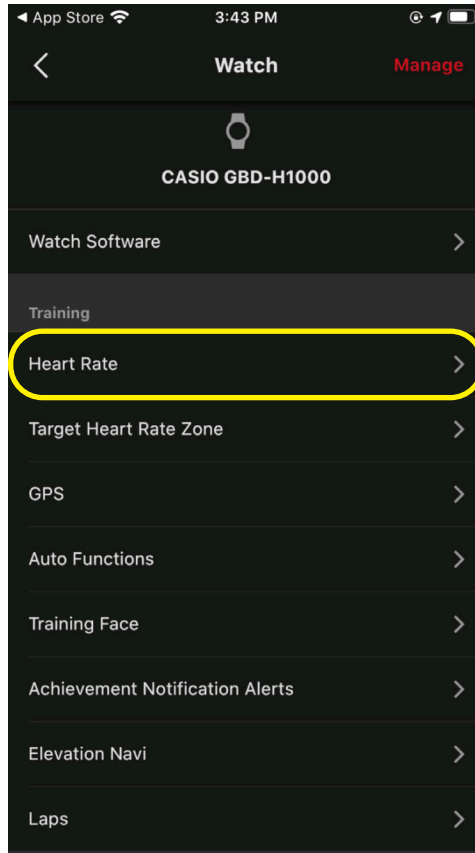 App Store 3:43 PM
Watch Manage
CASIO GBD-H1000
Watch Software
Training
Heart Rate
Target Heart Rate Zone
GPS
Auto Functions
Training Face
Achievement Notification Alerts
Elevation Navi
Laps